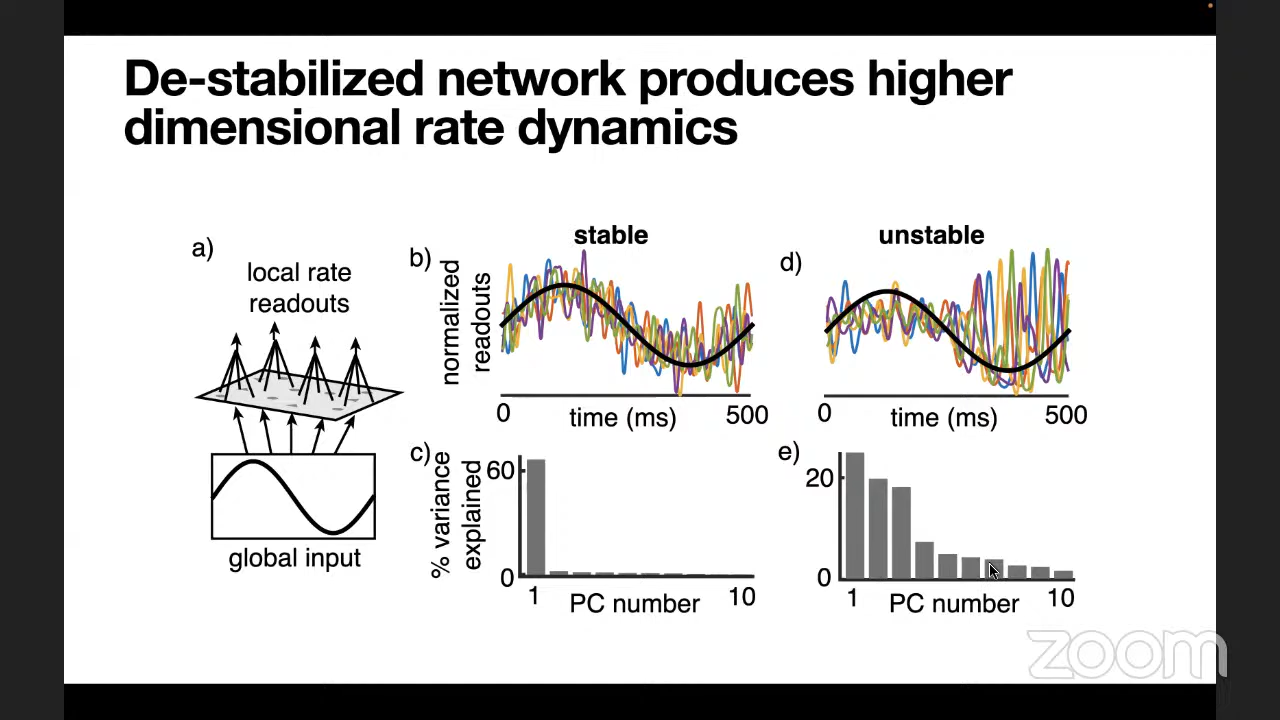 De-stabilized network produces higher
dimensional rate dynamics
a)
local rate
readouts
global input
b)
stable
normalized
readouts
0
500
time (ms)
c)
% variance
explained
60
0
1
10
PC number
d)
unstable
0
500
time (ms)
e)
20
0
1
10
PC number
zoom